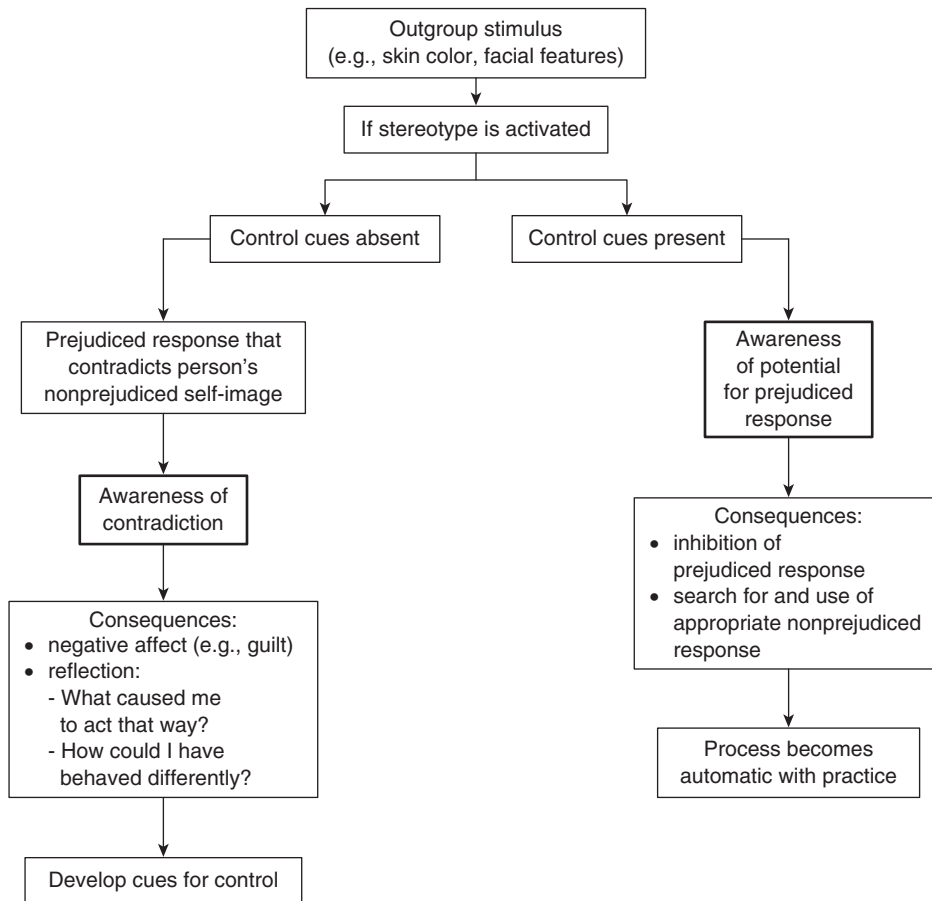 Outgroup stimulus
(e.g., skin color, facial features)
If stereotype is activated
Control cues absent
Control cues present
Prejudiced response that
contradicts person’s
nonprejudiced self-image
Awareness
of potential
for prejudiced
response
Awareness of
contradiction
Consequences:
• inhibition of
prejudiced response
• search for and use of
appropriate nonprejudiced
response
Consequences:
• negative affect (e.g., guilt)
• reflection:
- What caused me
to act that way?
- How could I have
behaved differently?
Process becomes
automatic with practice
Develop cues for control